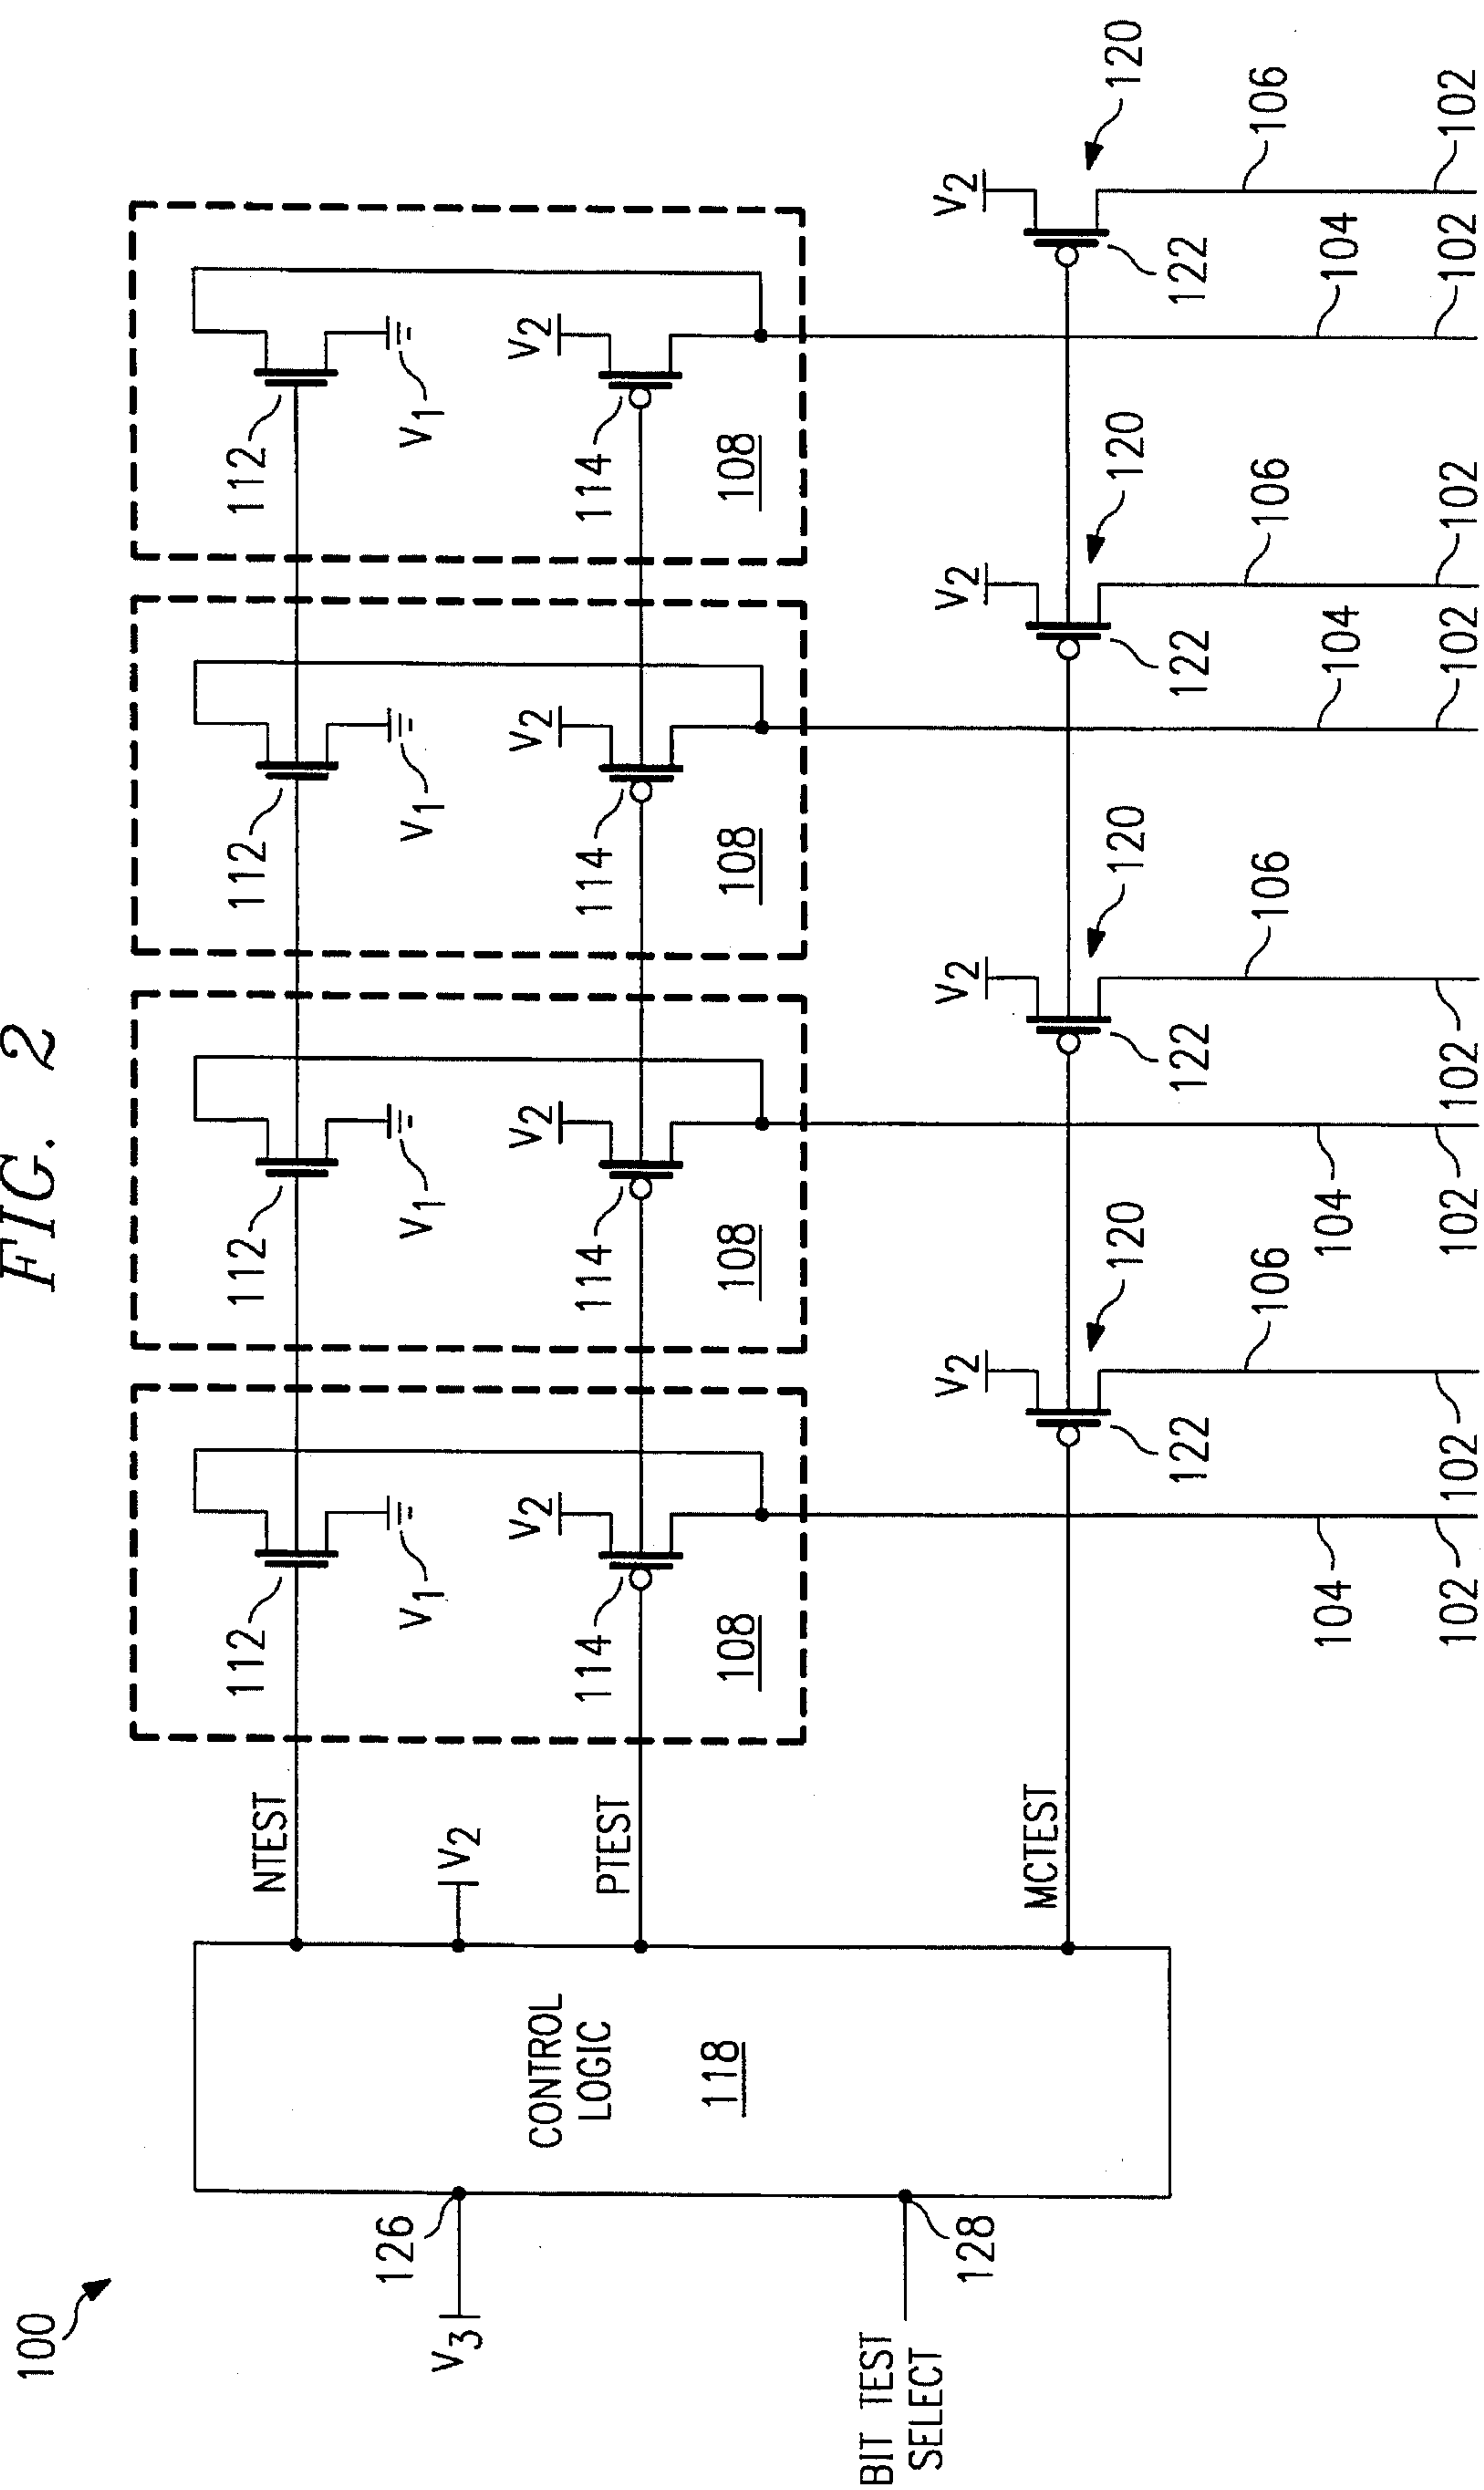 FIG. 2
100
V3
126
BIT TEST
SELECT
128
CONTROL
LOGIC
118
NTEST
V2
PTEST
MCTEST
112
112
112
112
V1
V1
V1
V1
V2
V2
V2
V2
114
114
114
114
108
108
108
108
V2
V2
V2
V2
120
120
120
120
122
122
122
122
106
106
106
106
104
104
104
104
102
102
102
102
102
102
102
102